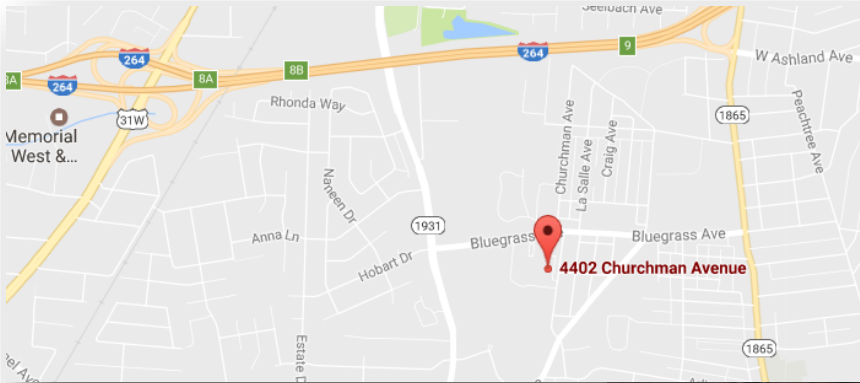 Seelbach Ave
264
264
9
8B
8A
264
W Ashland Ave
31W
Rhonda Way
1865
Memorial
West &...
Churchman Ave
La Salle Ave
Craig Ave
Peachtree Ave
Naneen Dr
1931
Anna Ln
Bluegrass
Bluegrass Ave
Hobart Dr
4402 Churchman Avenue
Estate D
1865